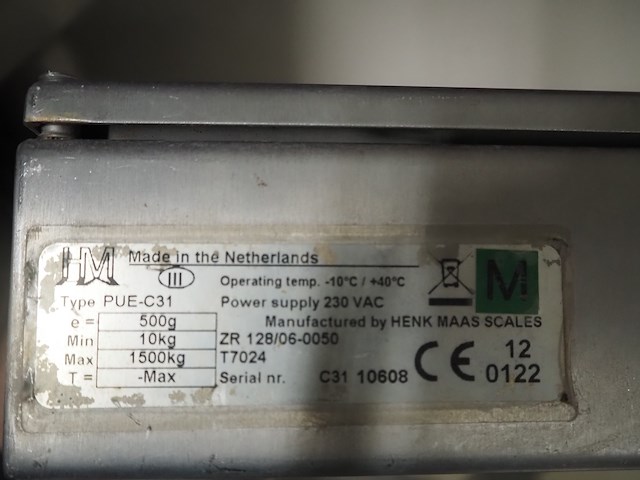 HM Made in the Netherlands
III Operating temp. -10°C / +40°C M
Type PUE-C31 Power supply 230 VAC
e = 500g Manufactured by HENK MAAS SCALES
Min 10kg ZR 128/06-0050
Max 1500kg T7024 CE 12
T = -Max Serial nr. C31 10608 0122